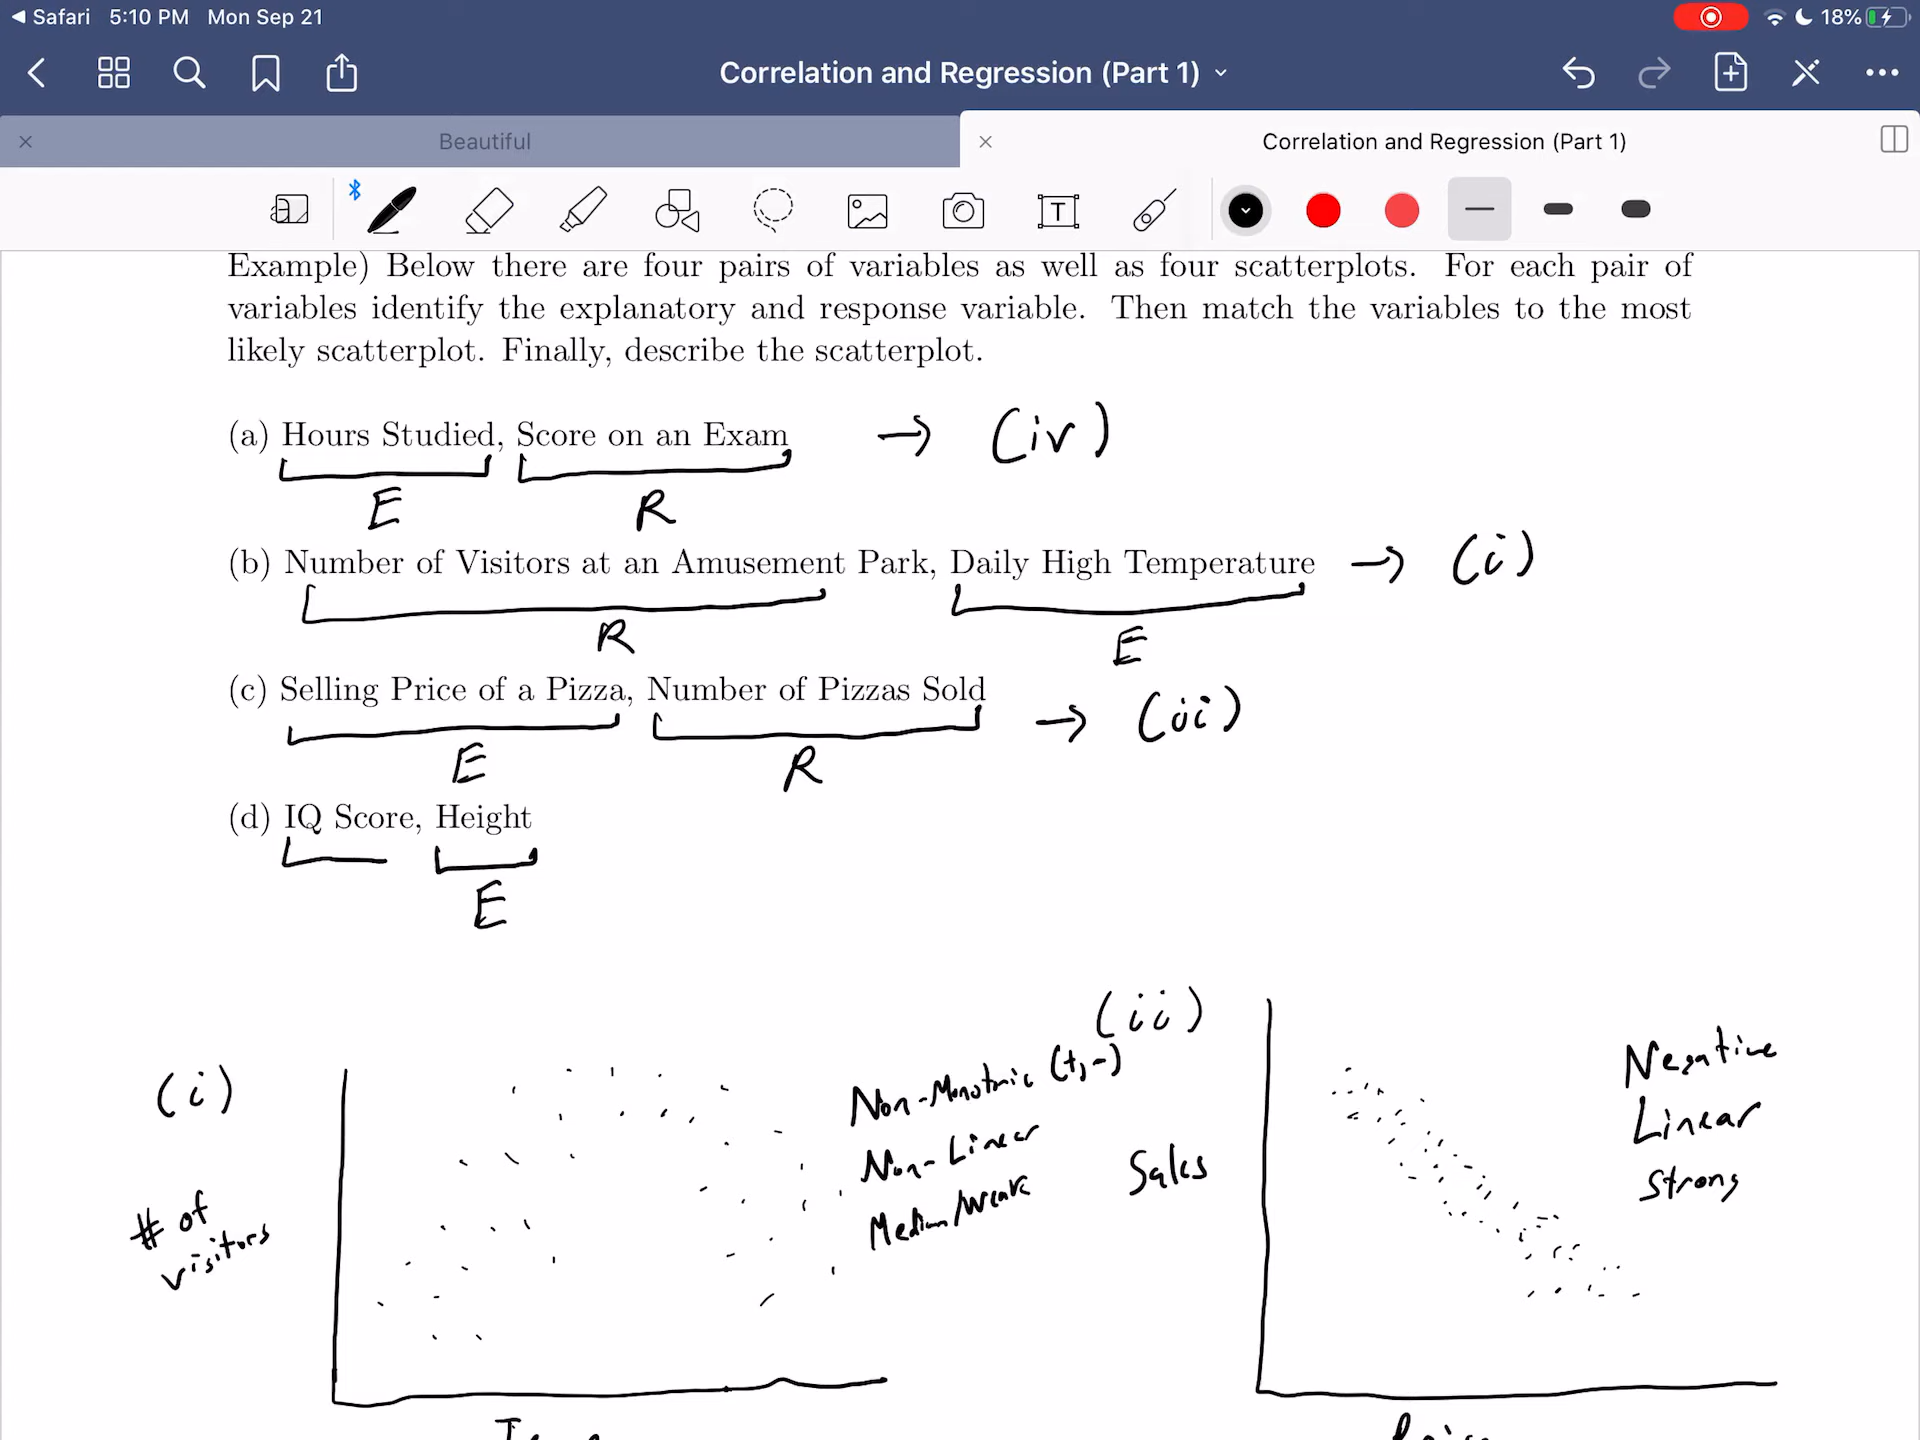 Safari 5:10 PM Mon Sep 21 18%
Correlation and Regression (Part 1)
Beautiful
Correlation and Regression (Part 1)
Example) Below there are four pairs of variables as well as four scatterplots. For each pair of
variables identify the explanatory and response variable. Then match the variables to the most
likely scatterplot. Finally, describe the scatterplot.
(a) Hours Studied, Score on an Exam → (iv)
E R
(b) Number of Visitors at an Amusement Park, Daily High Temperature → (i)
R E
(c) Selling Price of a Pizza, Number of Pizzas Sold → (ii)
E R
(d) IQ Score, Height
E
(i)
# of
visitors
Non-Monotonic (+,-)
Non-Linear
Medium/Weak
(ii)
Sales
Negative
Linear
Strong